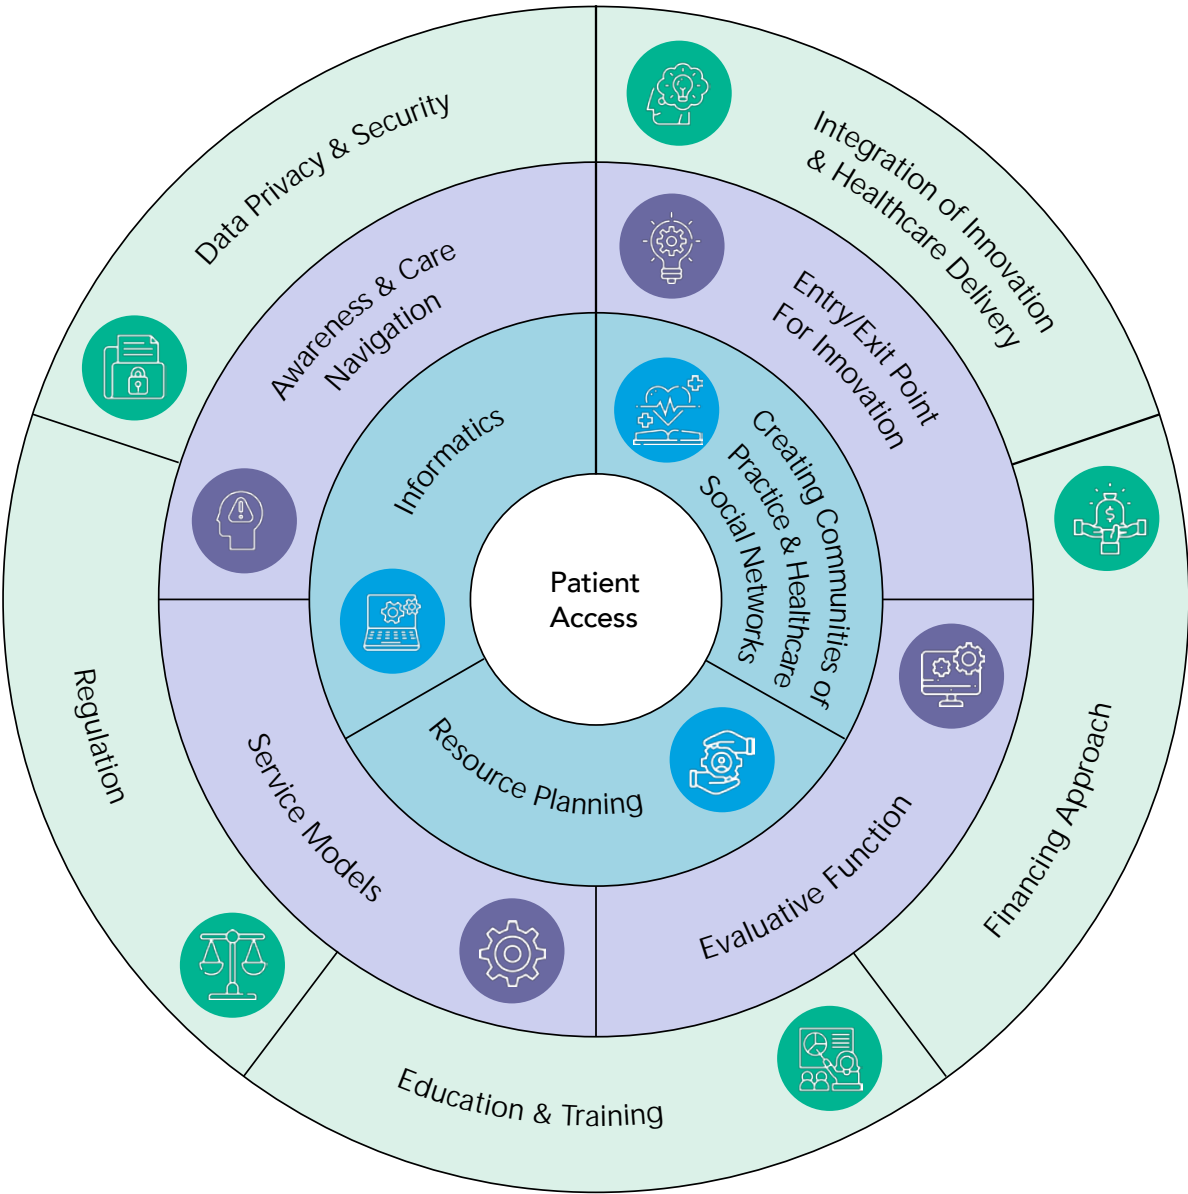 Data Privacy & Security
Integration of Innovation
& Healthcare Delivery
Awareness & Care
Navigation
Entry/Exit Point
For Innovation
Informatics
Creating Communities of
Practice & Healthcare
Social Networks
Patient
Access
Resource Planning
Regulation
Service Models
Evaluative Function
Financing Approach
Education & Training
$